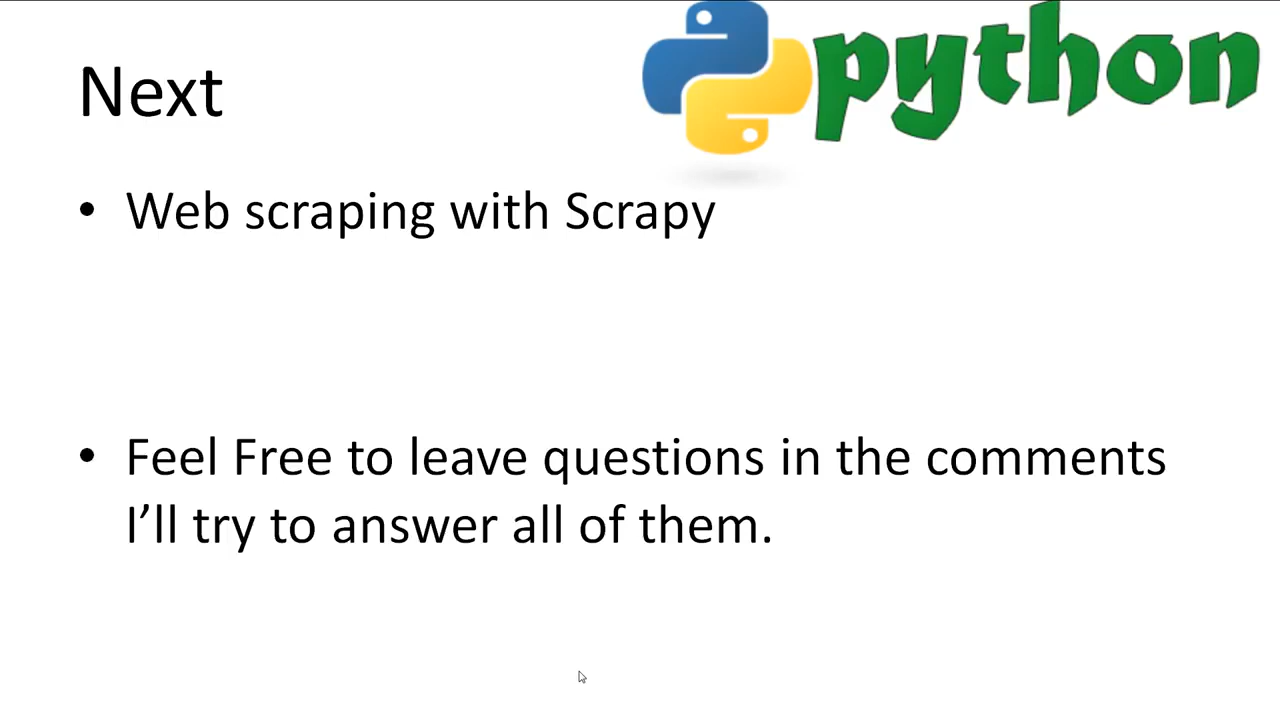 python
Next
• Web scraping with Scrapy
• Feel Free to leave questions in the comments
I’ll try to answer all of them.